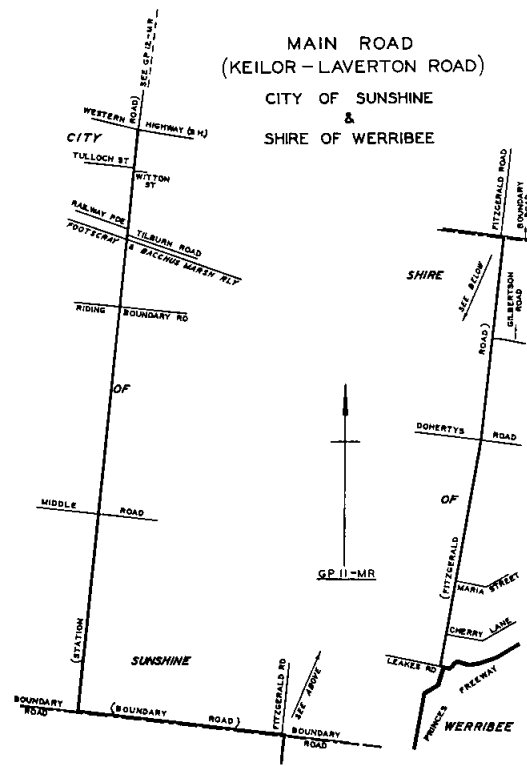 MAIN ROAD
(KEILOR-LAVERTON ROAD)
CITY OF SUNSHINE
&
SHIRE OF WERRIBEE
SEE GP 12-MR
ROAD)
WESTERN HIGHWAY (S.H.)
CITY
TULLOCH ST
WITTON
ST
RAILWAY PDE
TILBURN ROAD
FOOTSCRAY & BACCHUS MARSH RLY
RIDING BOUNDARY RD
OF
MIDDLE ROAD
(STATION
SUNSHINE
BOUNDARY
ROAD
(BOUNDARY ROAD)
FITZGERALD RD
SEE ABOVE
BOUNDARY
ROAD
GP 11-MR
FITZGERALD ROAD
BOUNDARY
ROAD
SHIRE
SEE BELOW
GILBERTSON
ROAD
ROAD)
DOHERTYS ROAD
OF
(FITZGERALD
MARIA STREET
CHERRY LANE
LEAKES RD
PRINCES FREEWAY
WERRIBEE